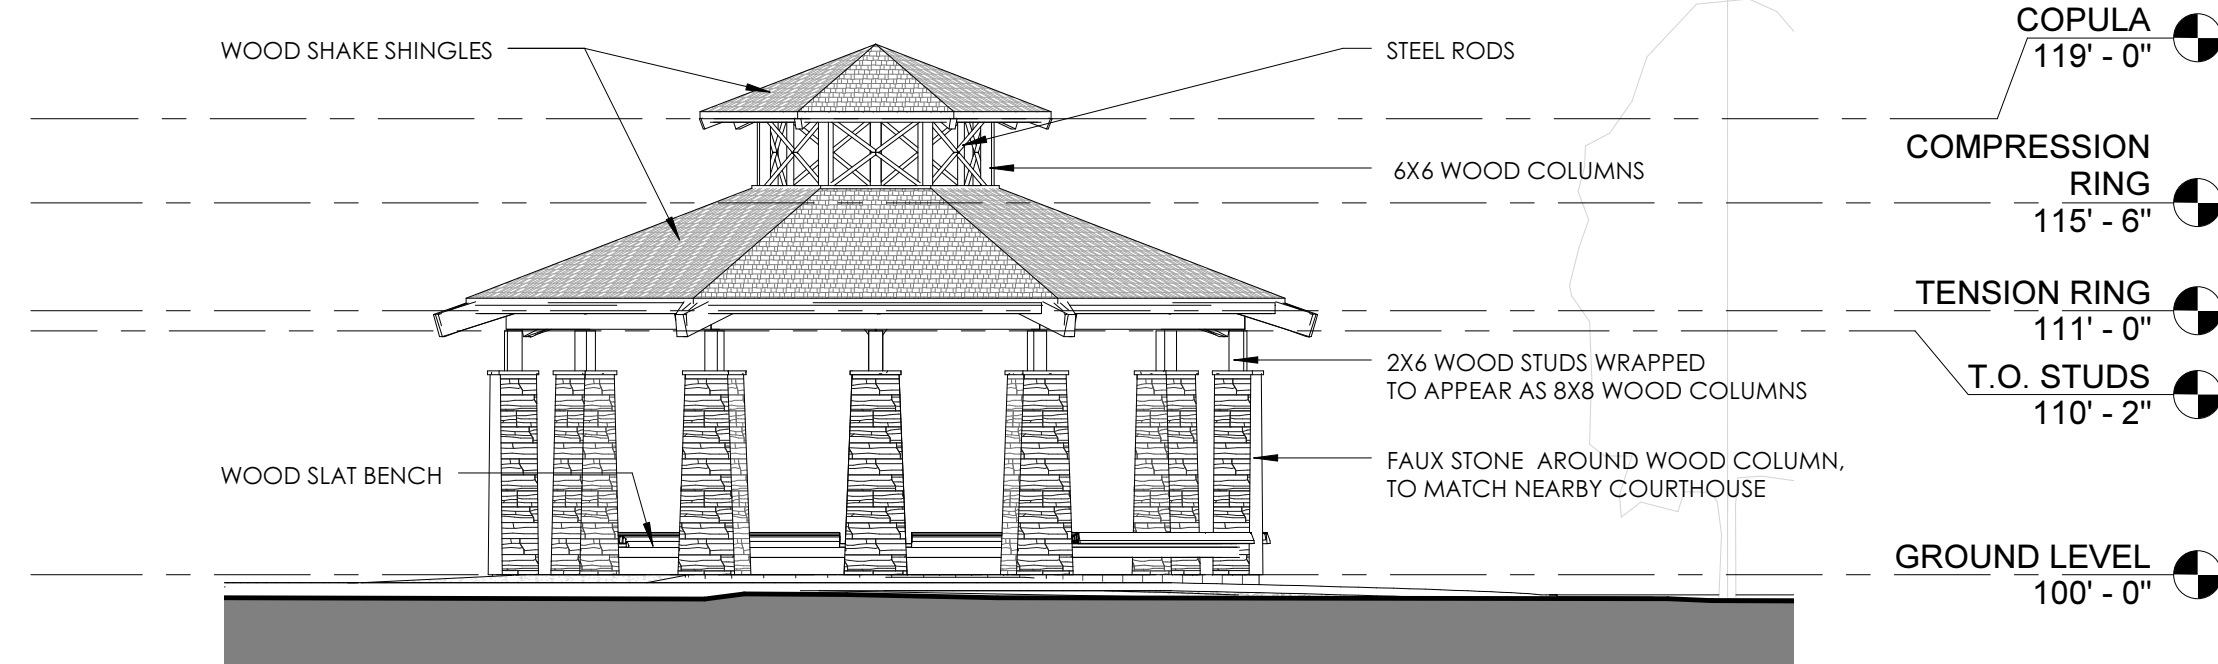 WOOD SHAKE SHINGLES
STEEL RODS
6X6 WOOD COLUMNS
2X6 WOOD STUDS WRAPPED
TO APPEAR AS 8X8 WOOD COLUMNS
WOOD SLAT BENCH
FAUX STONE AROUND WOOD COLUMN,
TO MATCH NEARBY COURTHOUSE
COPULA
119' - 0"
COMPRESSION
RING
115' - 6"
TENSION RING
111' - 0"
T.O. STUDS
110' - 2"
GROUND LEVEL
100' - 0"